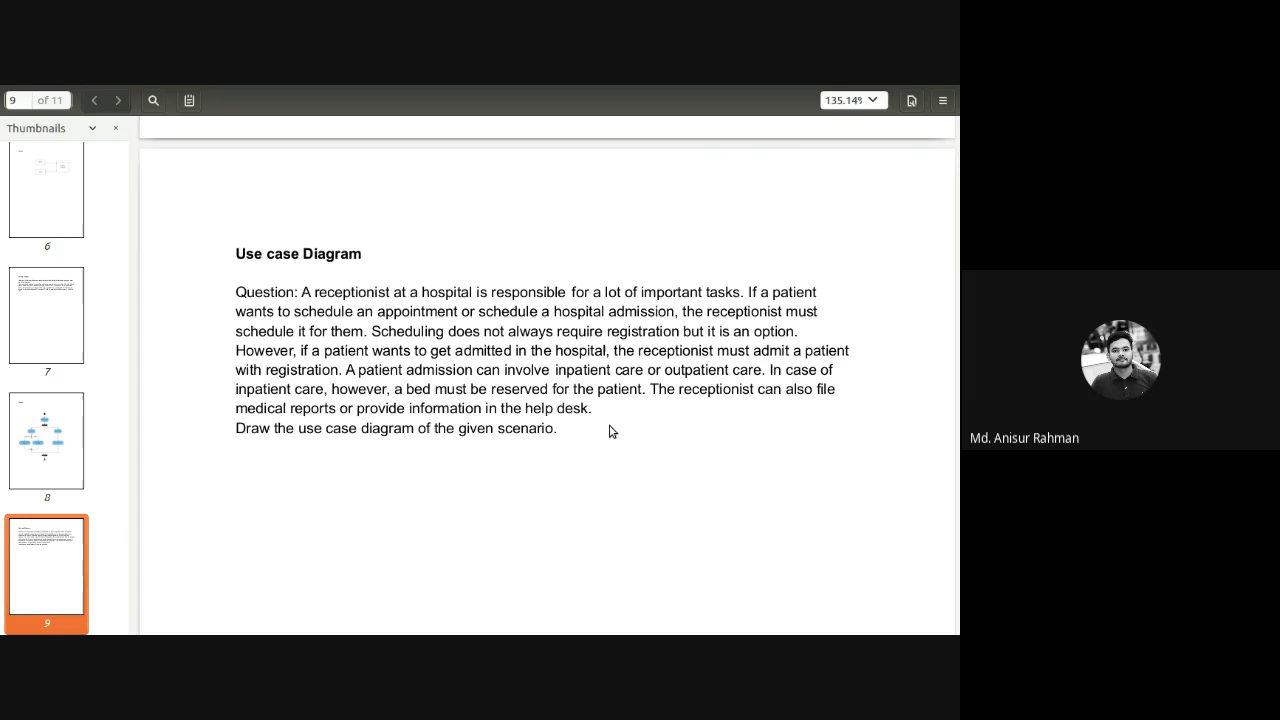 9 of 11
135.14%
Thumbnails
6
7
8
9
Use case Diagram
Question: A receptionist at a hospital is responsible for a lot of important tasks. If a patient
wants to schedule an appointment or schedule a hospital admission, the receptionist must
schedule it for them. Scheduling does not always require registration but it is an option.
However, if a patient wants to get admitted in the hospital, the receptionist must admit a patient
with registration. A patient admission can involve inpatient care or outpatient care. In case of
inpatient care, however, a bed must be reserved for the patient. The receptionist can also file
medical reports or provide information in the help desk.
Draw the use case diagram of the given scenario.
Md. Anisur Rahman